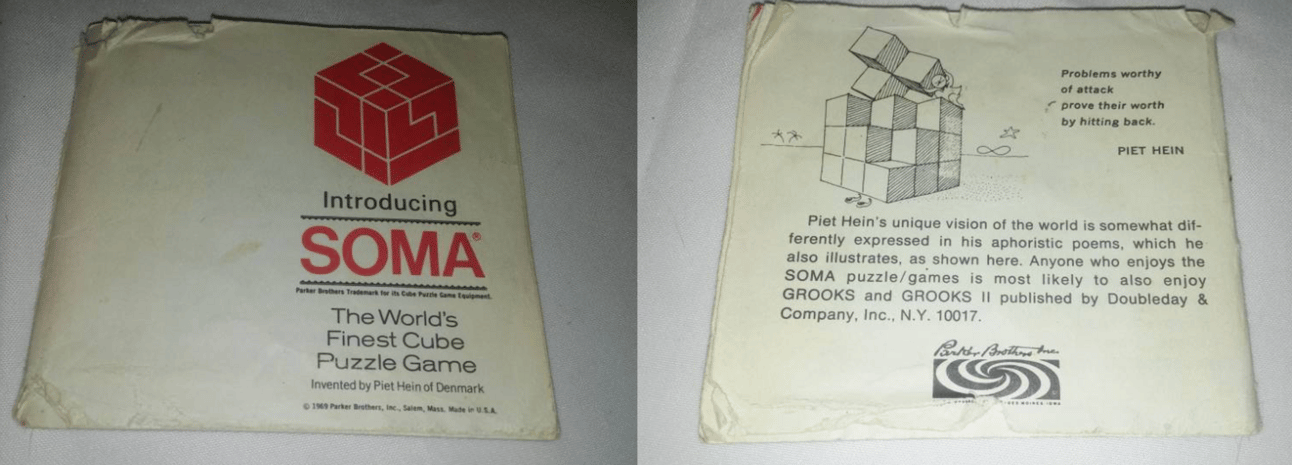 Introducing
SOMA®
Parker Brothers Trademark for its Cube Puzzle Game Equipment.
The World's
Finest Cube
Puzzle Game
Invented by Piet Hein of Denmark
© 1969 Parker Brothers, Inc., Salem, Mass. Made in U.S.A.
Problems worthy
of attack
prove their worth
by hitting back.
PIET HEIN
Piet Hein's unique vision of the world is somewhat dif-
ferently expressed in his aphoristic poems, which he
also illustrates, as shown here. Anyone who enjoys the
SOMA puzzle/games is most likely to also enjoy
GROOKS and GROOKS II published by Doubleday &
Company, Inc., N.Y. 10017.
Parker Brothers Inc.
DES MOINES IOWA